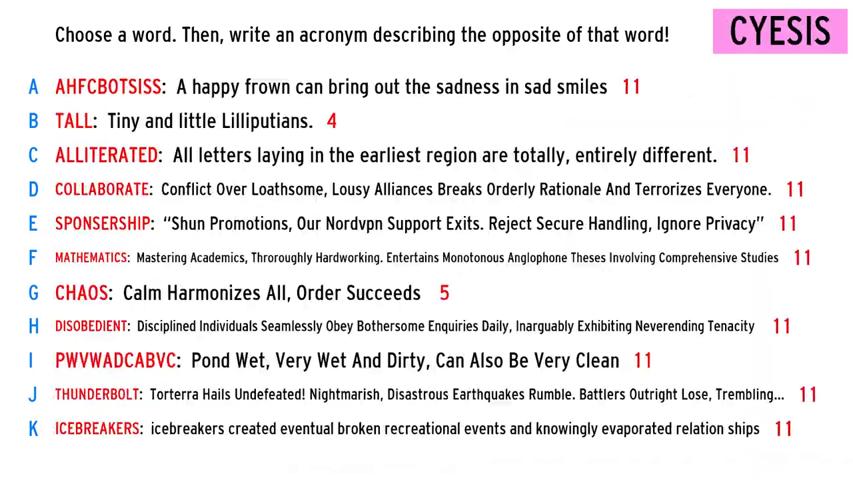 Choose a word. Then, write an acronym describing the opposite of that word!
CYESIS
A AHFCBOTSISS: A happy frown can bring out the sadness in sad smiles 11
B TALL: Tiny and little Lilliputians. 4
C ALLITERATED: All letters laying in the earliest region are totally, entirely different. 11
D COLLABORATE: Conflict Over Loathsome, Lousy Alliances Breaks Orderly Rationale And Terrorizes Everyone. 11
E SPONSERSHIP: “Shun Promotions, Our Nordvpn Support Exits. Reject Secure Handling, Ignore Privacy” 11
F MATHEMATICS: Mastering Academics, Throroughly Hardworking. Entertains Monotonous Anglophone Theses Involving Comprehensive Studies 11
G CHAOS: Calm Harmonizes All, Order Succeeds 5
H DISOBEDIENT: Disciplined Individuals Seamlessly Obey Bothersome Enquiries Daily, Inarguably Exhibiting Neverending Tenacity 11
I PWVWADCABVC: Pond Wet, Very Wet And Dirty, Can Also Be Very Clean 11
J THUNDERBOLT: Torterra Hails Undefeated! Nightmarish, Disastrous Earthquakes Rumble. Battlers Outright Lose, Trembling... 11
K ICEBREAKERS: icebreakers created eventual broken recreational events and knowingly evaporated relation ships 11